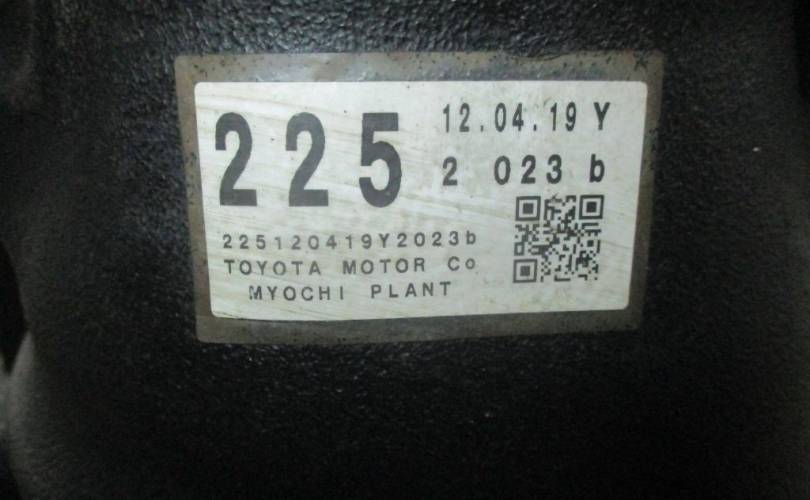 225
12.04.19 Y
2 023 b
225120419Y2023b
TOYOTA MOTOR Co
MYOCHI PLANT